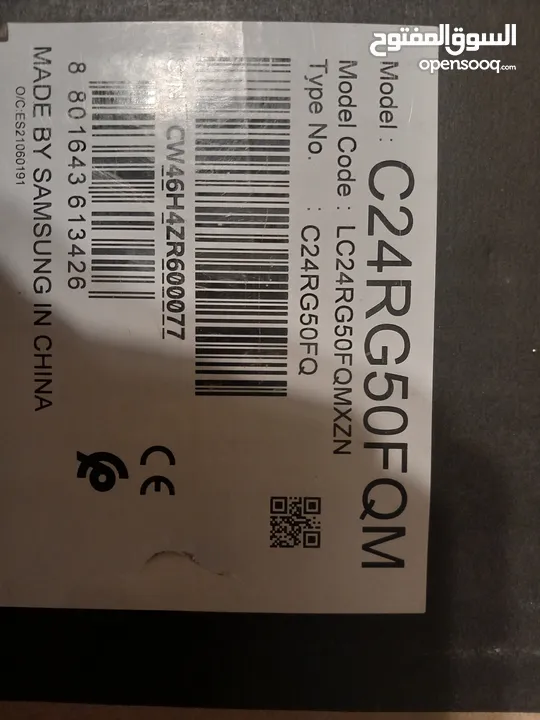 السوق المفتوح
opensooq.com
Model : C24RG50FQM
Model Code : LC24RG50FQMXZN
Type No. : C24RG50FQ
CW46H4ZR600077
8 801643 613426
MADE BY SAMSUNG IN CHINA
O/C:ES21060191
CE